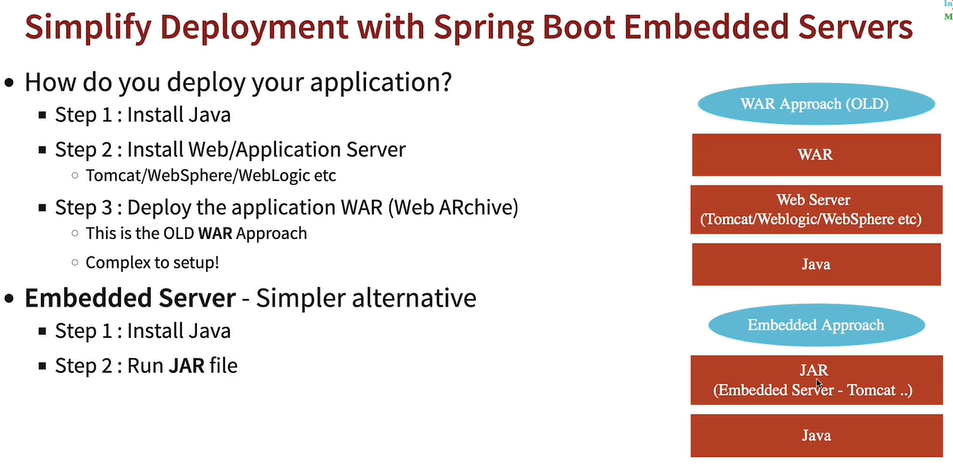 Simplify Deployment with Spring Boot Embedded Servers
In
M
• How do you deploy your application?
▪ Step 1 : Install Java
▪ Step 2 : Install Web/Application Server
○ Tomcat/WebSphere/WebLogic etc
▪ Step 3 : Deploy the application WAR (Web ARchive)
○ This is the OLD WAR Approach
○ Complex to setup!
• Embedded Server - Simpler alternative
▪ Step 1 : Install Java
▪ Step 2 : Run JAR file
WAR Approach (OLD)
WAR
Web Server
(Tomcat/Weblogic/WebSphere etc)
Java
Embedded Approach
JAR
(Embedded Server - Tomcat ..)
Java